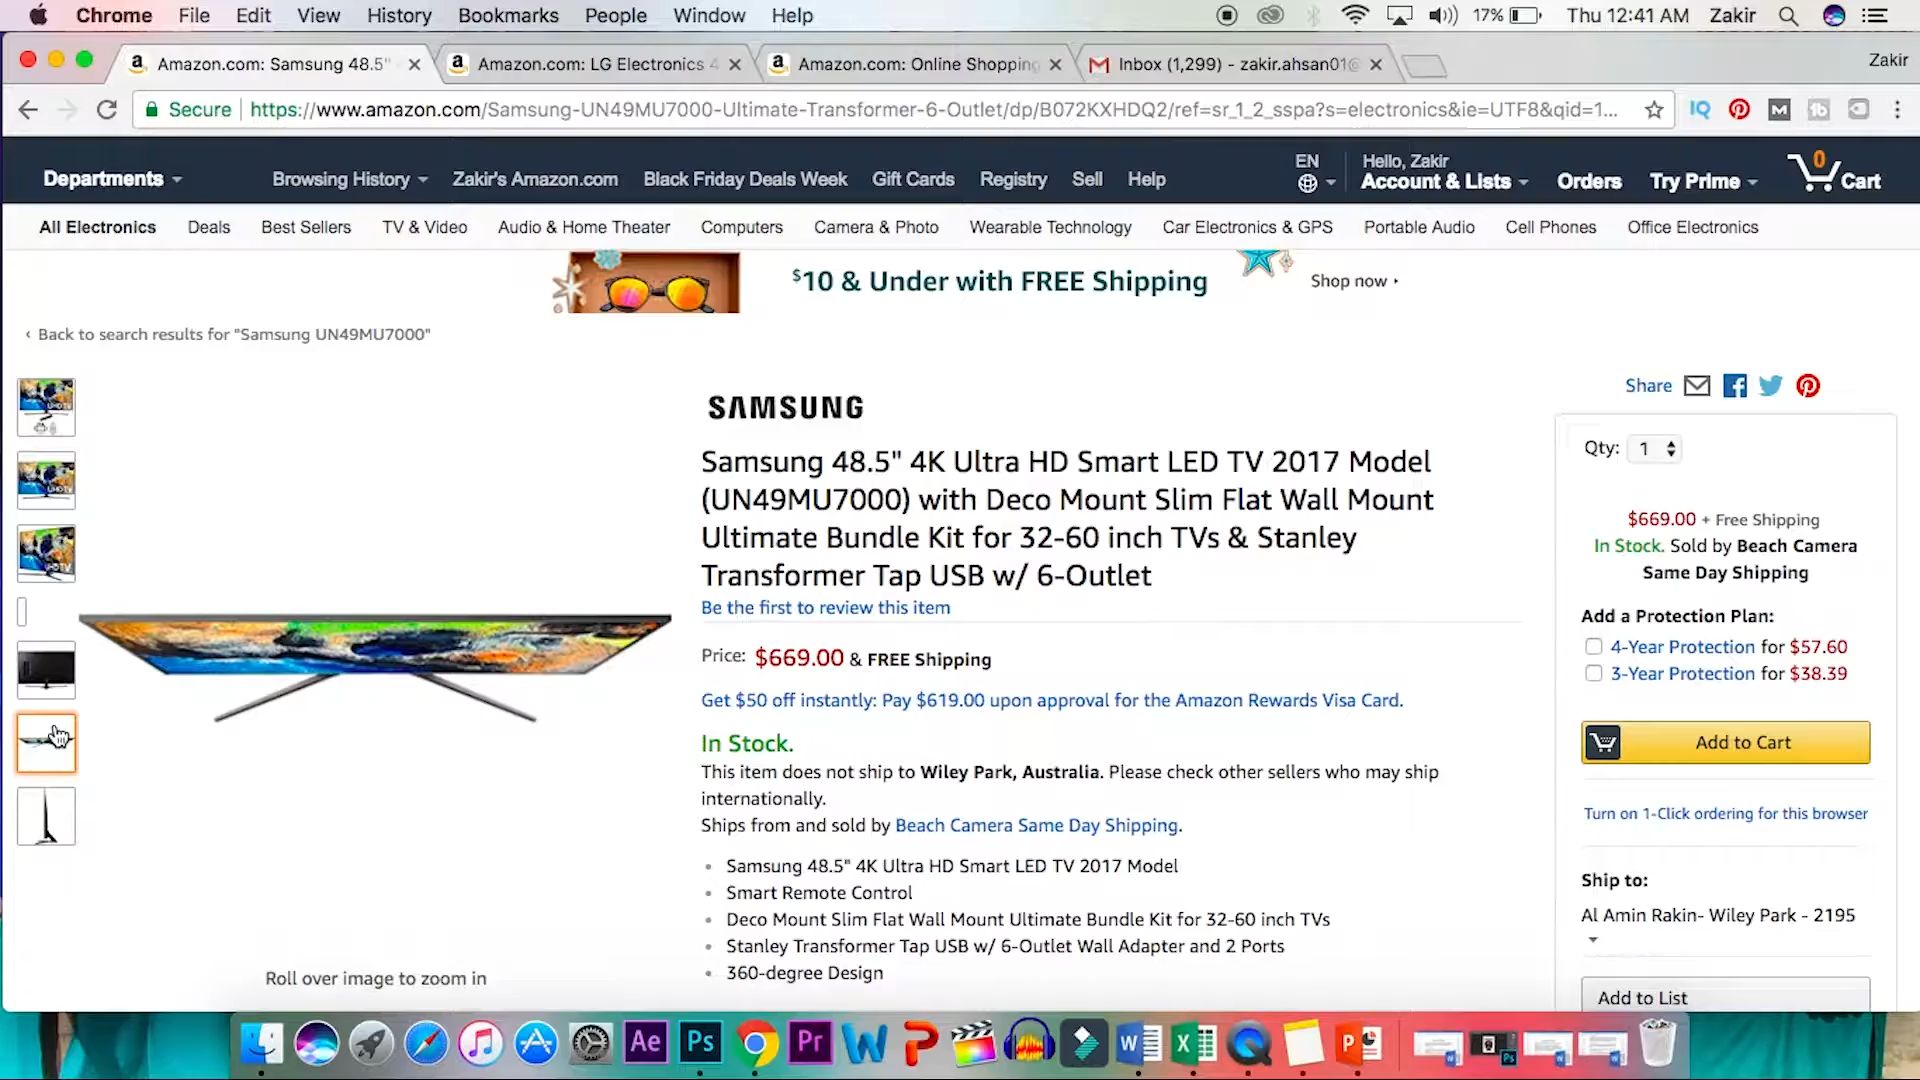 Chrome File Edit View History Bookmarks People Window Help 17% Thu 12:41 AM Zakir
Amazon.com: Samsung 48.5" Amazon.com: LG Electronics 4 Amazon.com: Online Shopping Inbox (1,299) - zakir.ahsan01@ Zakir
Secure https://www.amazon.com/Samsung-UN49MU7000-Ultimate-Transformer-6-Outlet/dp/B072KXHDQ2/ref=sr_1_2_sspa?s=electronics&ie=UTF8&qid=1...
Departments Browsing History Zakir's Amazon.com Black Friday Deals Week Gift Cards Registry Sell Help EN Hello, Zakir Account & Lists Orders Try Prime 0 Cart
All Electronics Deals Best Sellers TV & Video Audio & Home Theater Computers Camera & Photo Wearable Technology Car Electronics & GPS Portable Audio Cell Phones Office Electronics
$10 & Under with FREE Shipping Shop now ›
‹ Back to search results for "Samsung UN49MU7000"
Share
SAMSUNG
Samsung 48.5" 4K Ultra HD Smart LED TV 2017 Model
(UN49MU7000) with Deco Mount Slim Flat Wall Mount
Ultimate Bundle Kit for 32-60 inch TVs & Stanley
Transformer Tap USB w/ 6-Outlet
Be the first to review this item
Price: $669.00 & FREE Shipping
Get $50 off instantly: Pay $619.00 upon approval for the Amazon Rewards Visa Card.
In Stock.
This item does not ship to Wiley Park, Australia. Please check other sellers who may ship
internationally.
Ships from and sold by Beach Camera Same Day Shipping.
• Samsung 48.5" 4K Ultra HD Smart LED TV 2017 Model
• Smart Remote Control
• Deco Mount Slim Flat Wall Mount Ultimate Bundle Kit for 32-60 inch TVs
• Stanley Transformer Tap USB w/ 6-Outlet Wall Adapter and 2 Ports
• 360-degree Design
Roll over image to zoom in
Qty: 1
$669.00 + Free Shipping
In Stock. Sold by Beach Camera
Same Day Shipping
Add a Protection Plan:
4-Year Protection for $57.60
3-Year Protection for $38.39
Add to Cart
Turn on 1-Click ordering for this browser
Ship to:
Al Amin Rakin- Wiley Park - 2195
Add to List
Ae Ps Pr W P W X P